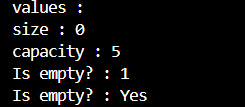 values :
size : 0
capacity : 5
Is empty? : 1
Is empty? : Yes